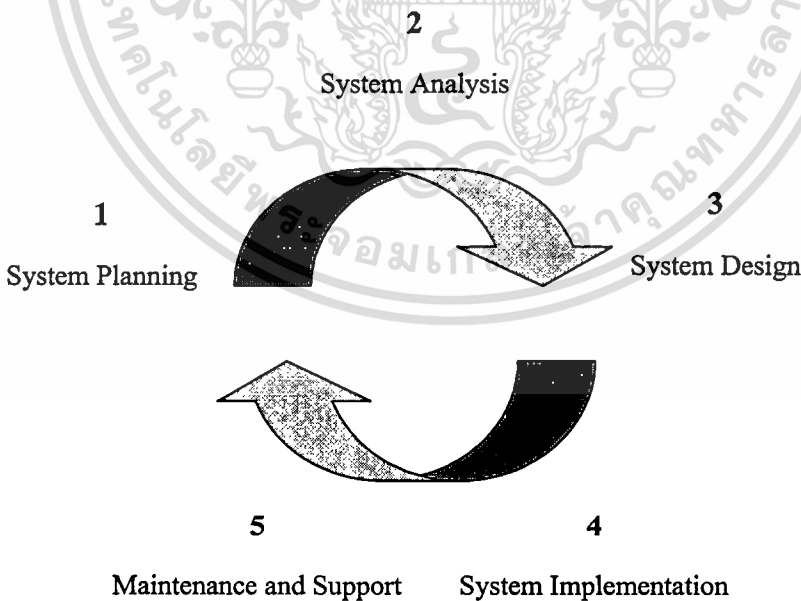 2
System Analysis
1
System Planning
3
System Design
5
Maintenance and Support
4
System Implementation